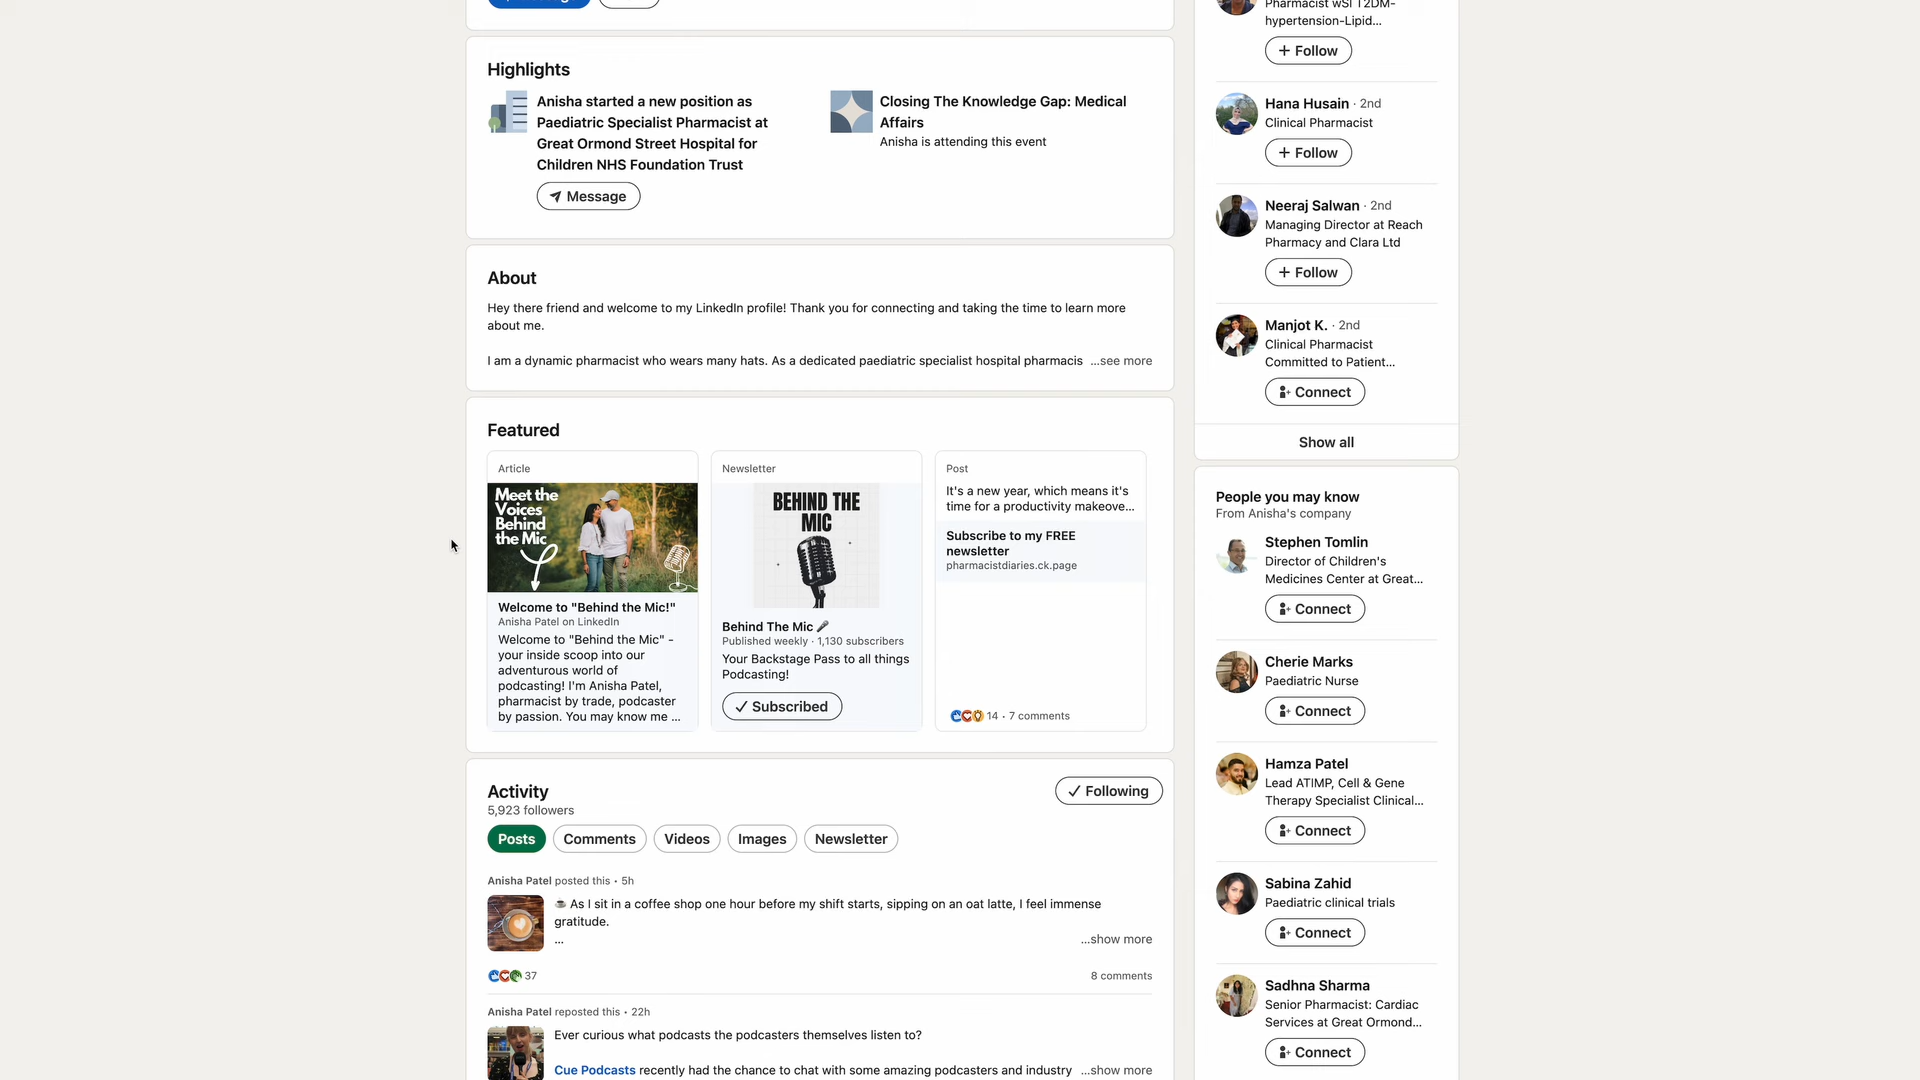 Highlights
Anisha started a new position as
Paediatric Specialist Pharmacist at
Great Ormond Street Hospital for
Children NHS Foundation Trust
Message
Closing The Knowledge Gap: Medical
Affairs
Anisha is attending this event
About
Hey there friend and welcome to my LinkedIn profile! Thank you for connecting and taking the time to learn more
about me.
I am a dynamic pharmacist who wears many hats. As a dedicated paediatric specialist hospital pharmacis ...see more
Featured
Article
Meet the
Voices
Behind
the Mic
Welcome to "Behind the Mic!"
Anisha Patel on LinkedIn
Welcome to "Behind the Mic" -
your inside scoop into our
adventurous world of
podcasting! I'm Anisha Patel,
pharmacist by trade, podcaster
by passion. You may know me ...
Newsletter
BEHIND THE
MIC
Behind The Mic 🎤
Published weekly · 1,130 subscribers
Your Backstage Pass to all things
Podcasting!
Subscribed
Post
It's a new year, which means it's
time for a productivity makeove...
Subscribe to my FREE
newsletter
pharmacistdiaries.ck.page
14 · 7 comments
Activity
5,923 followers
Following
Posts Comments Videos Images Newsletter
Anisha Patel posted this • 5h
☕ As I sit in a coffee shop one hour before my shift starts, sipping on an oat latte, I feel immense
gratitude.
...
...show more
37
8 comments
Anisha Patel reposted this • 22h
Ever curious what podcasts the podcasters themselves listen to?
Cue Podcasts recently had the chance to chat with some amazing podcasters and industry ...show more
Pharmacist wSI T2DM-
hypertension-Lipid...
+ Follow
Hana Husain · 2nd
Clinical Pharmacist
+ Follow
Neeraj Salwan · 2nd
Managing Director at Reach
Pharmacy and Clara Ltd
+ Follow
Manjot K. · 2nd
Clinical Pharmacist
Committed to Patient...
Connect
Show all
People you may know
From Anisha's company
Stephen Tomlin
Director of Children's
Medicines Center at Great...
Connect
Cherie Marks
Paediatric Nurse
Connect
Hamza Patel
Lead ATIMP, Cell & Gene
Therapy Specialist Clinical...
Connect
Sabina Zahid
Paediatric clinical trials
Connect
Sadhna Sharma
Senior Pharmacist: Cardiac
Services at Great Ormond...
Connect